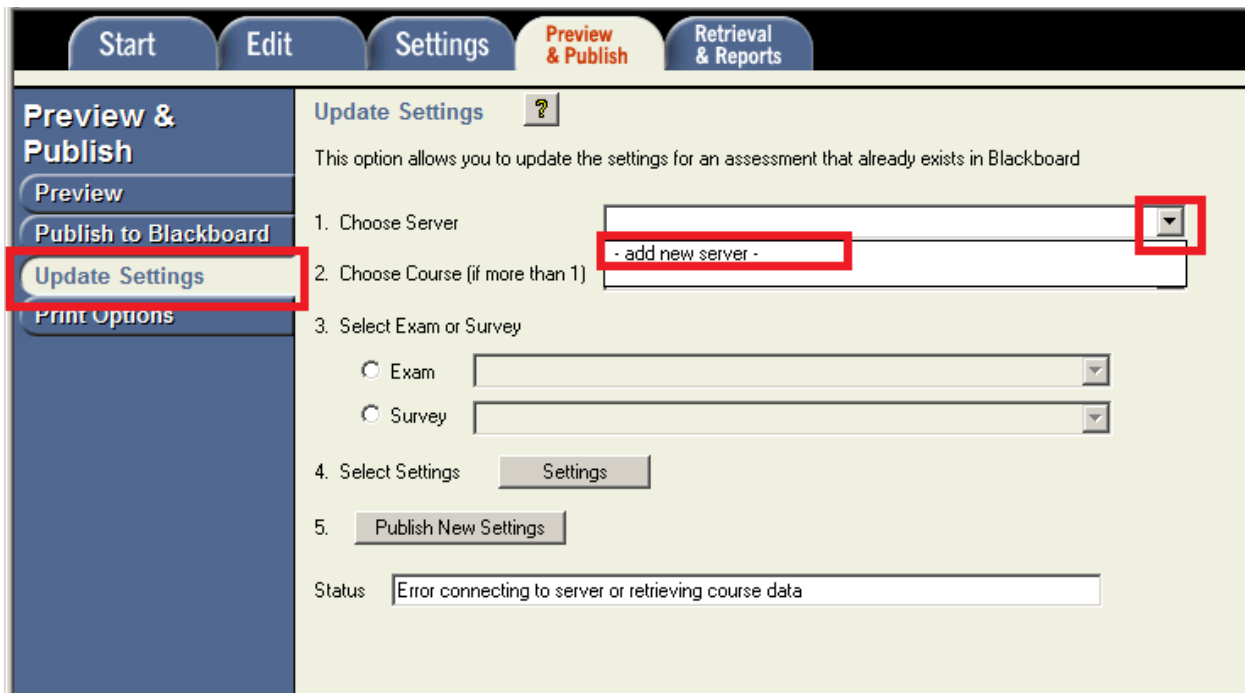 Start
Edit
Settings
Preview
& Publish
Retrieval
& Reports
Preview &
Publish
Preview
Publish to Blackboard
Update Settings
Print Options
Update Settings ?
This option allows you to update the settings for an assessment that already exists in Blackboard
1. Choose Server
- add new server -
2. Choose Course (if more than 1)
3. Select Exam or Survey
Exam
Survey
4. Select Settings Settings
5. Publish New Settings
Status Error connecting to server or retrieving course data